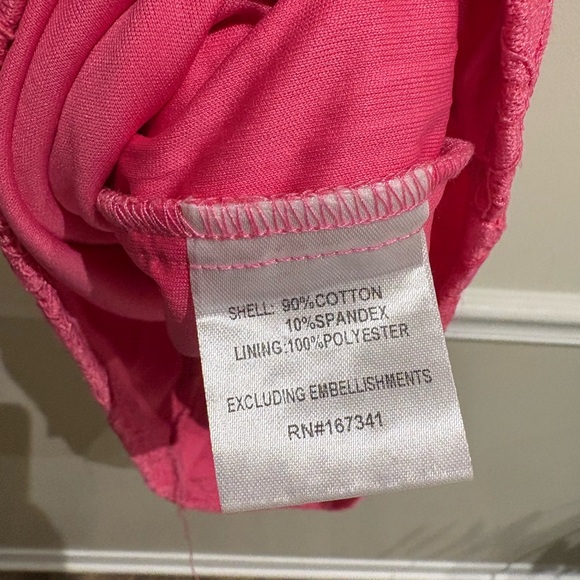 SHELL: 90%COTTON
10%SPANDEX
LINING:100%POLYESTER
EXCLUDING EMBELLISHMENTS
RN#167341